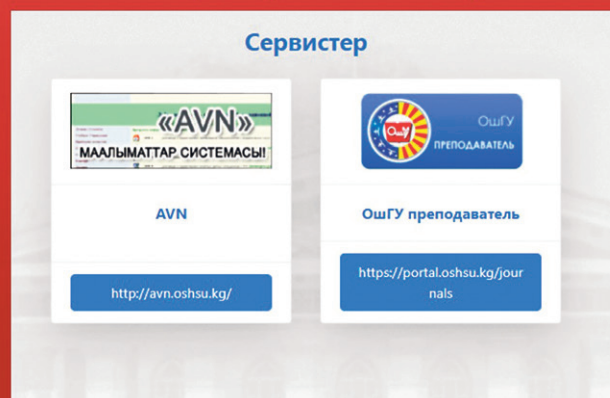 Сервистер
«AVN»
МААЛЫМАТТАР СИСТЕМАСЫ!
ОшГУ
ПРЕПОДАВАТЕЛЬ
AVN
ОшГУ преподаватель
http://avn.oshsu.kg/
https://portal.oshsu.kg/jour
nals